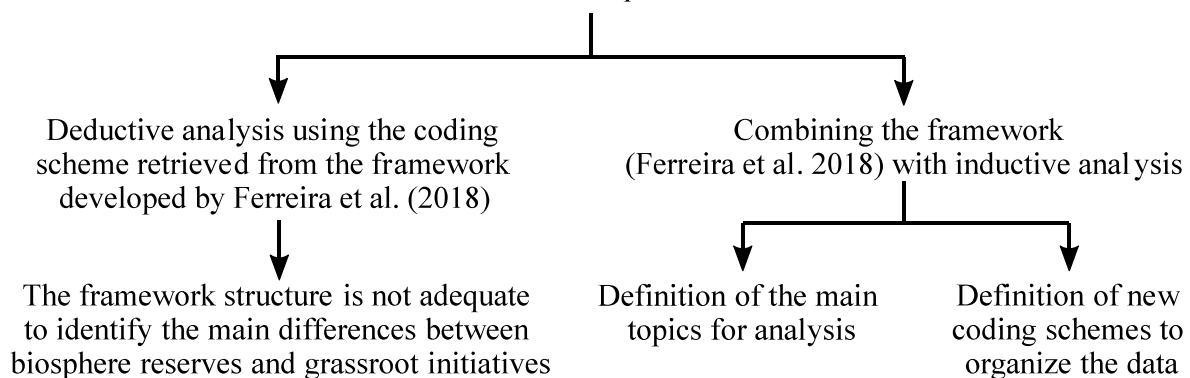 Deductive analysis using the coding
scheme retrieved from the framework
developed by Ferreira et al. (2018)
Combining the framework
(Ferreira et al. 2018) with inductive analysis
The framework structure is not adequate
to identify the main differences between
biosphere reserves and grassroot initiatives
Definition of the main
topics for analysis
Definition of new
coding schemes to
organize the data